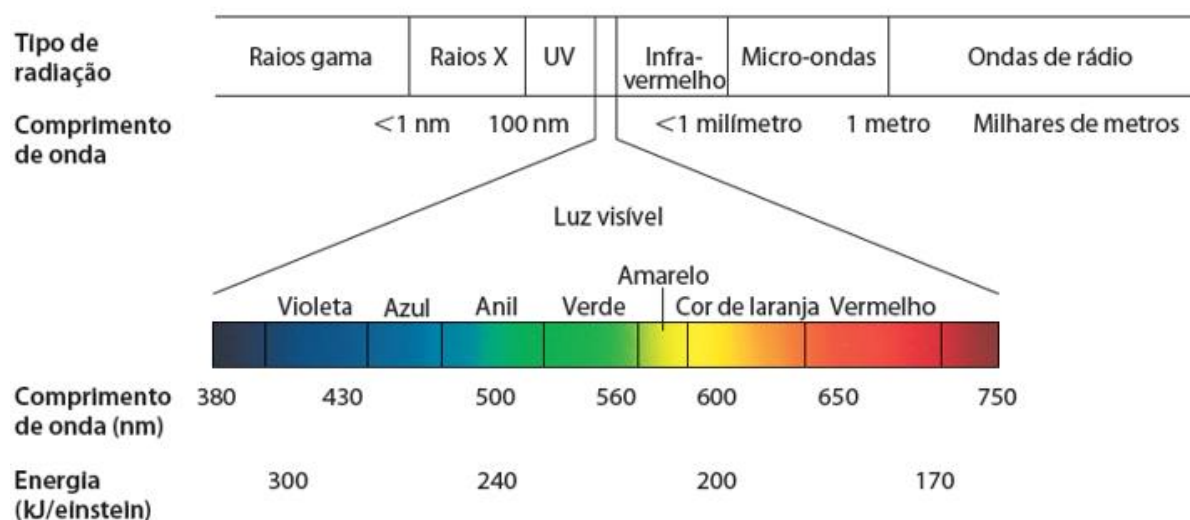 Tipo de radiação
Raios gama
Raios X
UV
Infra-
vermelho
Micro-ondas
Ondas de rádio
Comprimento de onda
<1 nm
100 nm
<1 milímetro
1 metro
Milhares de metros
Luz visível
Amarelo
Violeta
Azul
Anil
Verde
Cor de laranja
Vermelho
Comprimento de onda (nm)
380
430
500
560
600
650
750
Energia (kJ/einstein)
300
240
200
170